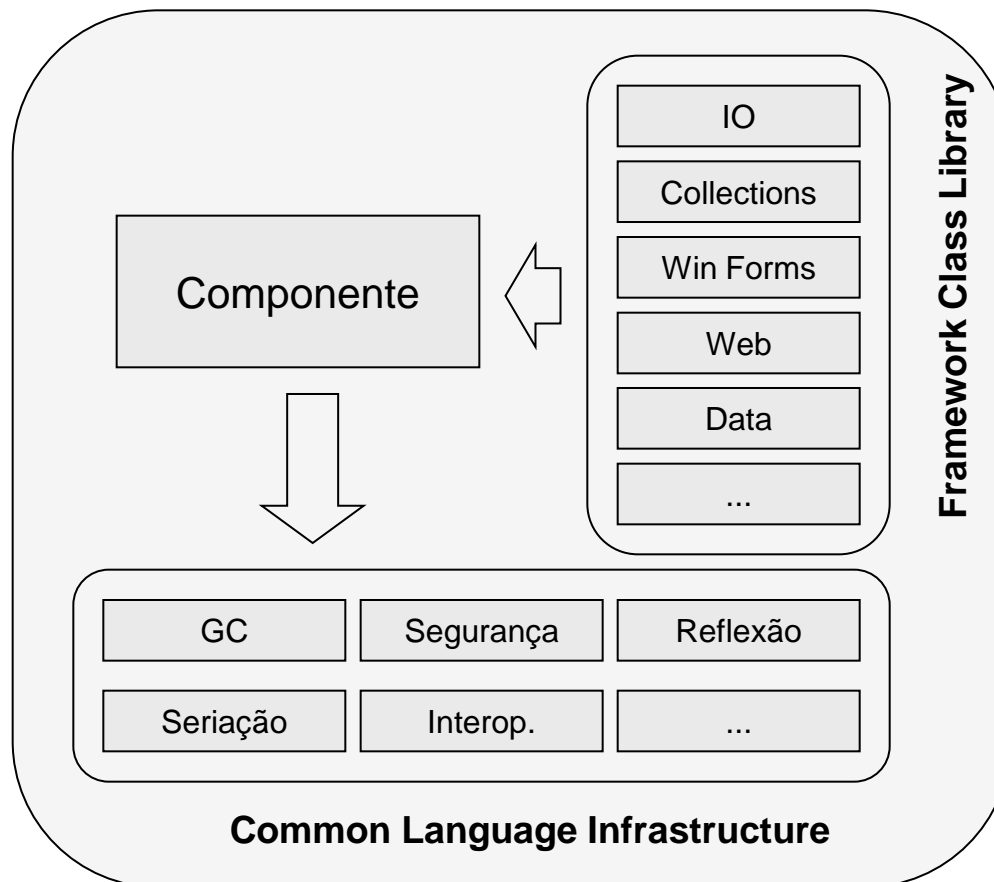 IO
Collections
Win Forms
Web
Data
...
Framework Class Library
Componente
GC
Segurança
Reflexão
Seriação
Interop.
...
Common Language Infrastructure